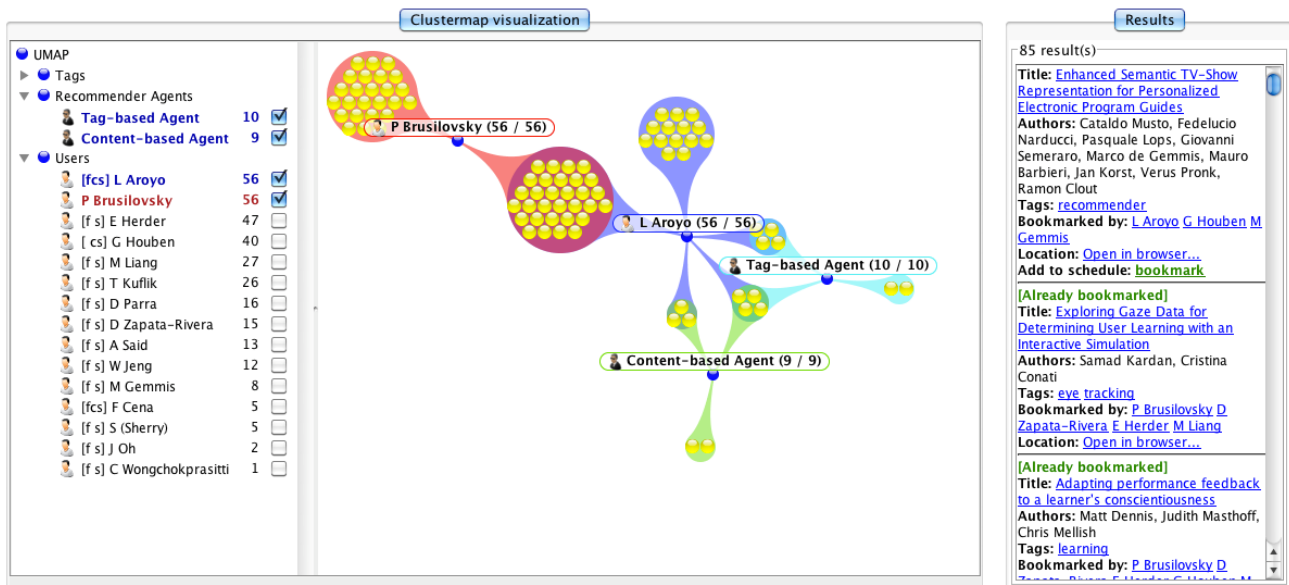 Clustermap visualization
UMAP
Tags
Recommender Agents
Tag-based Agent 10
Content-based Agent 9
Users
[fcs] L Aroyo 56
P Brusilovsky 56
[f s] E Herder 47
[ cs] G Houben 40
[f s] M Liang 27
[f s] T Kuflik 26
[f s] D Parra 16
[f s] D Zapata-Rivera 15
[f s] A Said 13
[f s] W Jeng 12
[f s] M Gemmis 8
[fcs] F Cena 5
[f s] S (Sherry) 5
[f s] J Oh 2
[f s] C Wongchokprasitti 1
P Brusilovsky (56 / 56)
L Aroyo (56 / 56)
Tag-based Agent (10 / 10)
Content-based Agent (9 / 9)
Results
85 result(s)
Title: Enhanced Semantic TV-Show
Representation for Personalized
Electronic Program Guides
Authors: Cataldo Musto, Fedelucio
Narducci, Pasquale Lops, Giovanni
Semeraro, Marco de Gemmis, Mauro
Barbieri, Jan Korst, Verus Pronk,
Ramon Clout
Tags: recommender
Bookmarked by: L Aroyo G Houben M
Gemmis
Location: Open in browser...
Add to schedule: bookmark
[Already bookmarked]
Title: Exploring Gaze Data for
Determining User Learning with an
Interactive Simulation
Authors: Samad Kardan, Cristina
Conati
Tags: eye tracking
Bookmarked by: P Brusilovsky D
Zapata-Rivera E Herder M Liang
Location: Open in browser...
[Already bookmarked]
Title: Adapting performance feedback
to a learner's conscientiousness
Authors: Matt Dennis, Judith Masthoff,
Chris Mellish
Tags: learning
Bookmarked by: P Brusilovsky D
Zapata-Rivera E Herder G Houben M